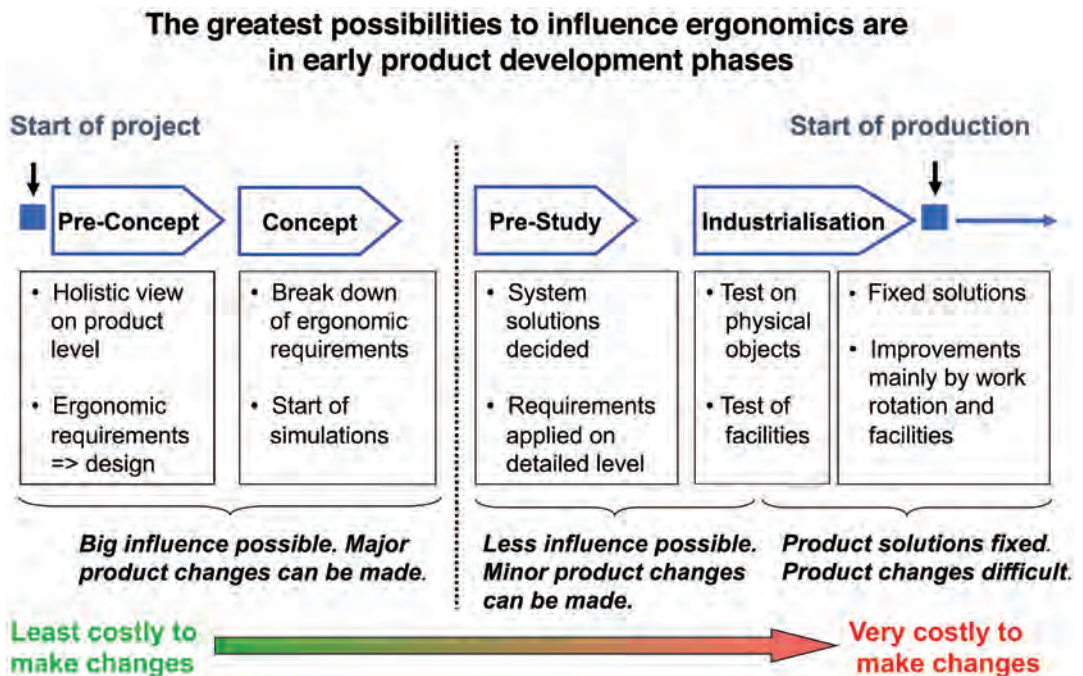 The greatest possibilities to influence ergonomics are
in early product development phases
Start of project
Start of production
Pre-Concept
Concept
Pre-Study
Industrialisation
• Holistic view
on product
level
• Ergonomic
requirements
=> design
• Break down
of ergonomic
requirements
• Start of
simulations
• System
solutions
decided
• Requirements
applied on
detailed level
• Test on
physical
objects
• Test of
facilities
• Fixed solutions
• Improvements
mainly by work
rotation and
facilities
Big influence possible. Major
product changes can be made.
Less influence possible.
Minor product changes
can be made.
Product solutions fixed.
Product changes difficult.
Least costly to
make changes
Very costly to
make changes